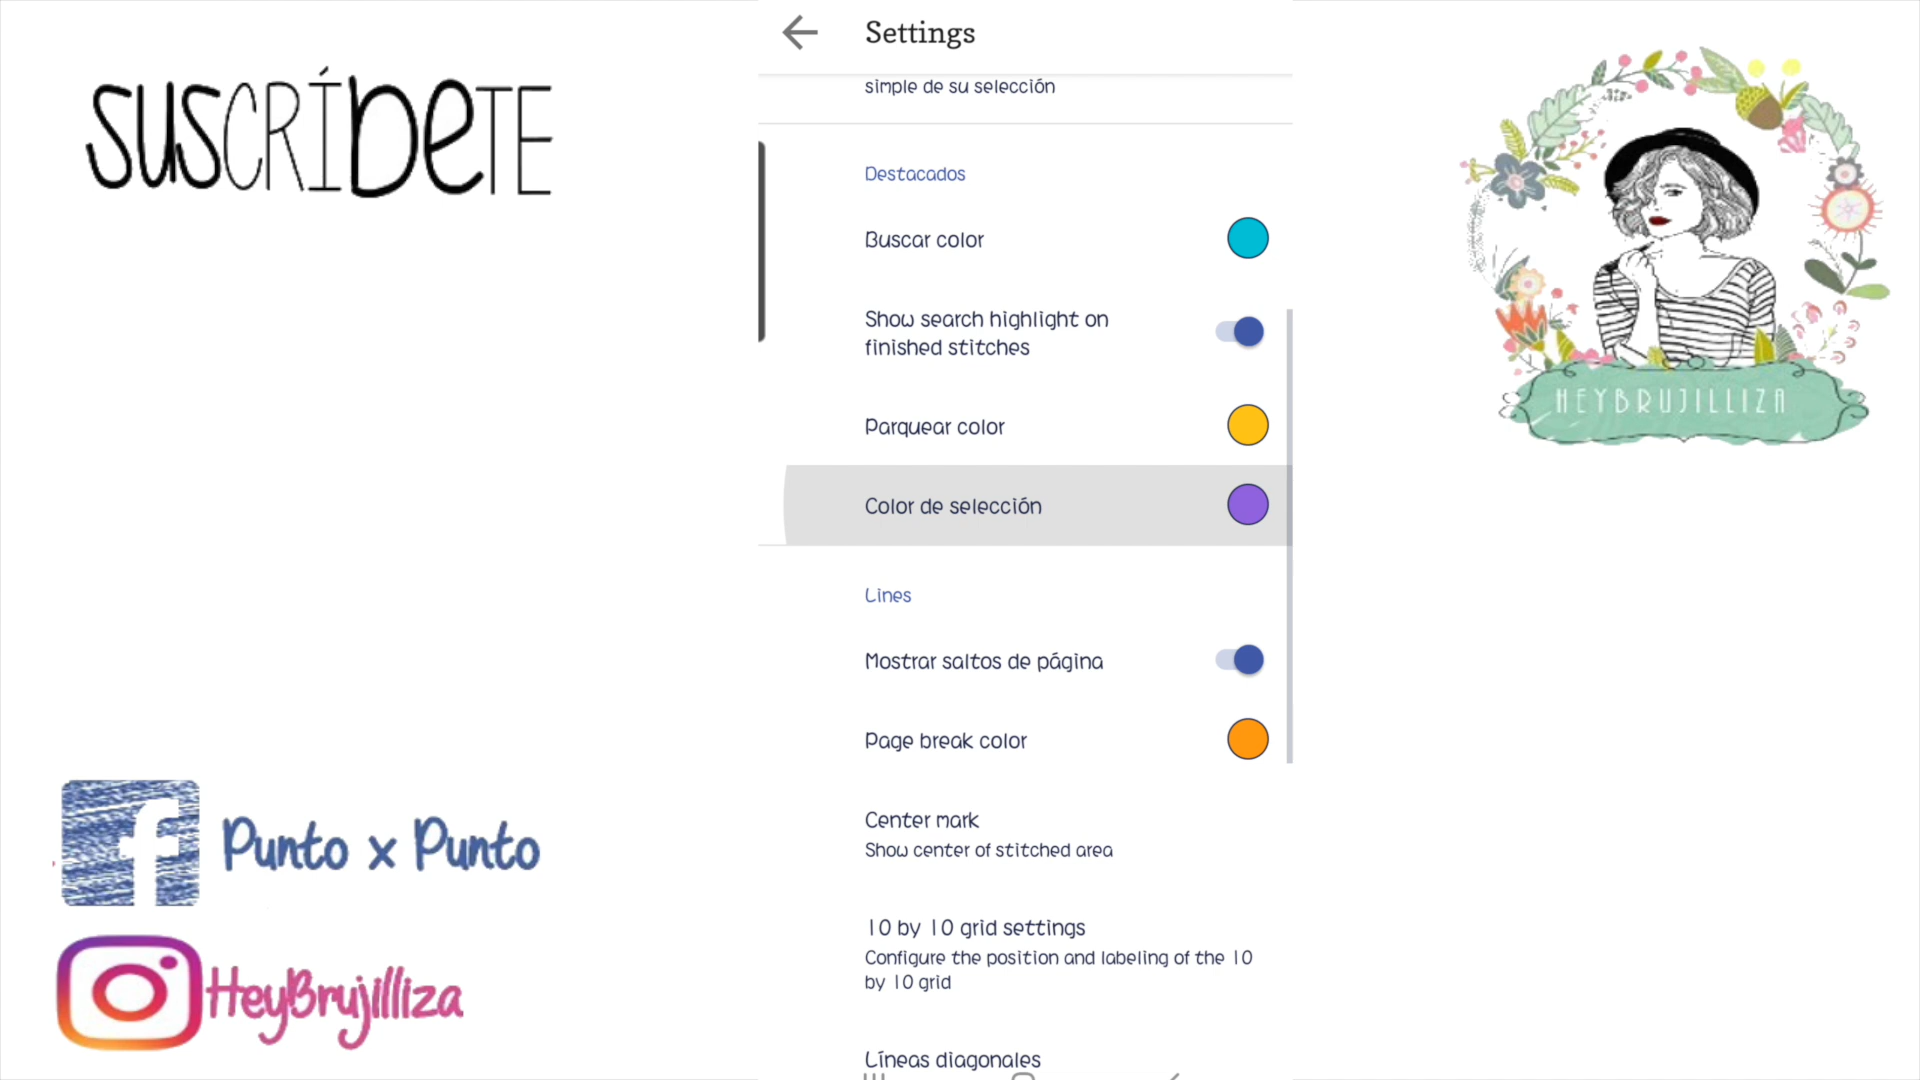 SUSCRÍBETE
Settings
simple de su selección
Destacados
Buscar color
Show search highlight on
finished stitches
Parquear color
Color de selección
Lines
Mostrar saltos de página
Page break color
Center mark
Show center of stitched area
10 by 10 grid settings
Configure the position and labeling of the 10
by 10 grid
Líneas diagonales
HEYBRUJILLIZA
Punto x Punto
HeyBrujilliza